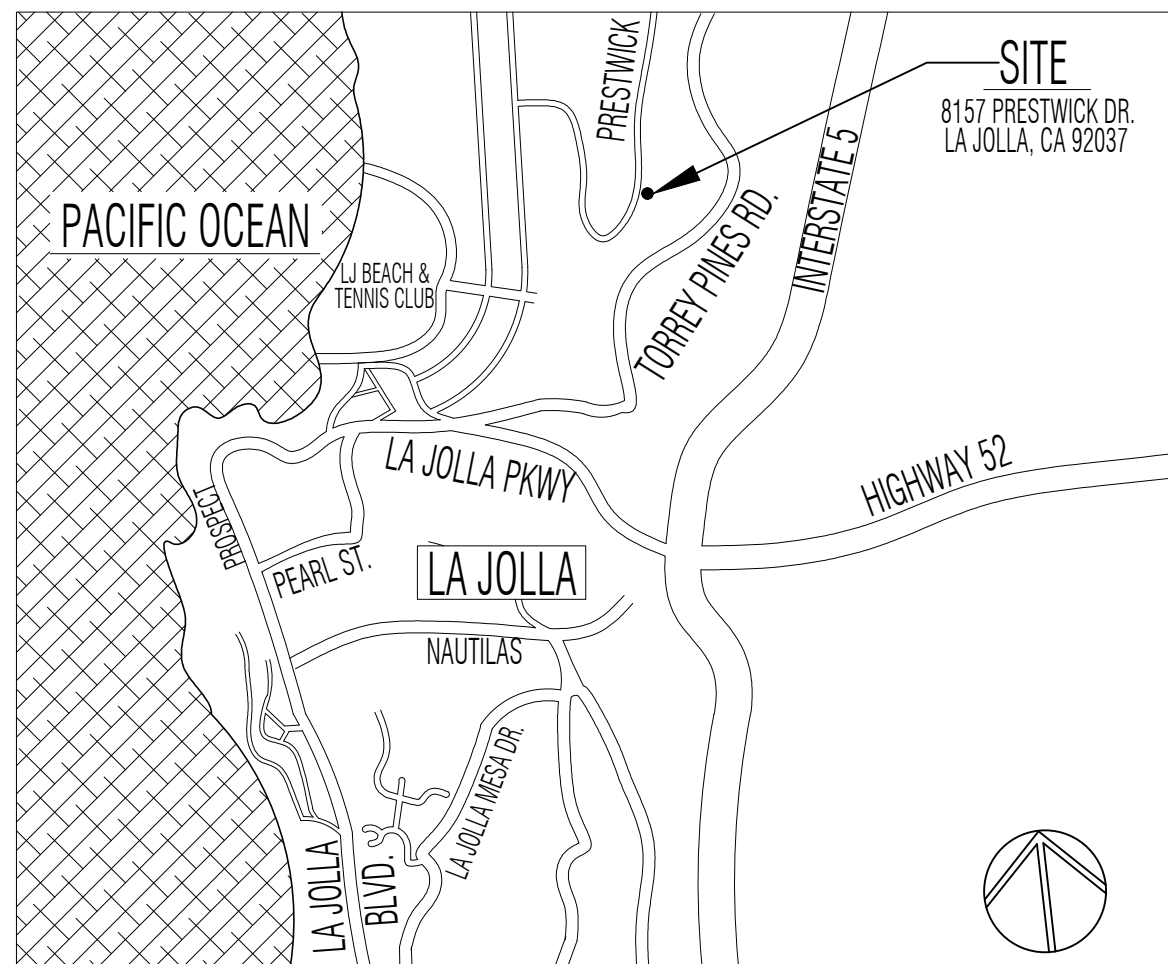 PRESTWICK
SITE
8157 PRESTWICK DR.
LA JOLLA, CA 92037
PACIFIC OCEAN
LJ BEACH &
TENNIS CLUB
TORREY PINES RD.
INTERSTATE 5
LA JOLLA PKWY
HIGHWAY 52
PROSPECT
PEARL ST.
LA JOLLA
NAUTILAS
LA JOLLA MESA DR.
LA JOLLA
BLVD.